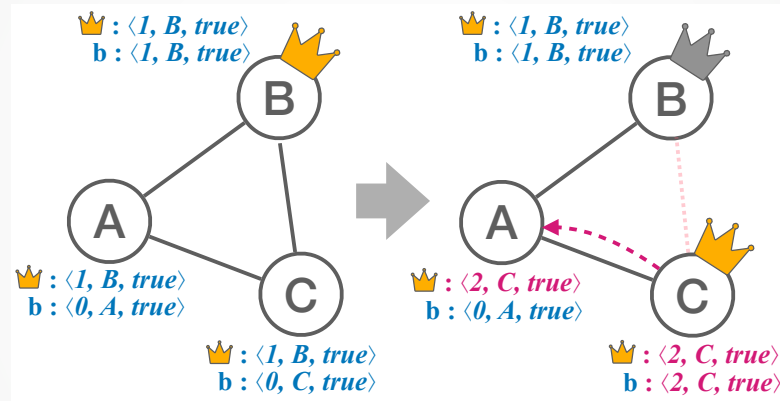 : ⟨1, B, true⟩
b : ⟨1, B, true⟩
B
A
: ⟨1, B, true⟩
b : ⟨0, A, true⟩
C
: ⟨1, B, true⟩
b : ⟨0, C, true⟩
: ⟨1, B, true⟩
b : ⟨1, B, true⟩
B
A
: ⟨2, C, true⟩
b : ⟨0, A, true⟩
C
: ⟨2, C, true⟩
b : ⟨2, C, true⟩